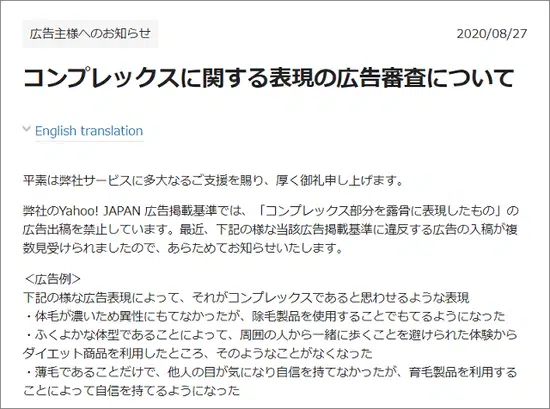 広告主様へのお知らせ
2020/08/27
コンプレックスに関する表現の広告審査について
English translation
平素は弊社サービスに多大なるご支援を賜り、厚く御礼申し上げます。
弊社のYahoo! JAPAN 広告掲載基準では、「コンプレックス部分を露骨に表現したもの」の
広告出稿を禁止しています。最近、下記の様な当該広告掲載基準に違反する広告の入稿が複
数見受けられましたので、あらためてお知らせいたします。
＜広告例＞
下記の様な広告表現によって、それがコンプレックスであると思わせるような表現
・体毛が濃いため異性にもてなかったが、除毛製品を使用することでもてるようになった
・ふくよかな体型であることによって、周囲の人から一緒に歩くことを避けられた体験から
ダイエット商品を利用したところ、そのようなことがなくなった
・薄毛であることだけで、他人の目が気になり自信を持てなかったが、育毛製品を利用する
ことによって自信を持てるようになった